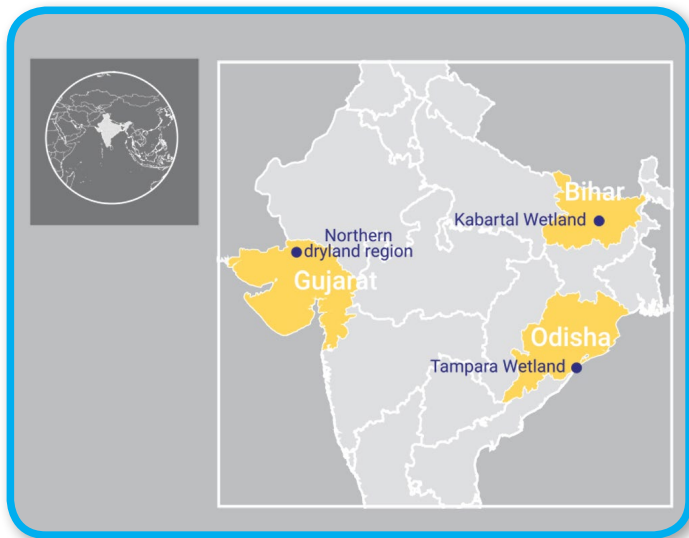 Bihar
Kabartal Wetland
Northern
dryland region
Gujarat
Odisha
Tampara Wetland